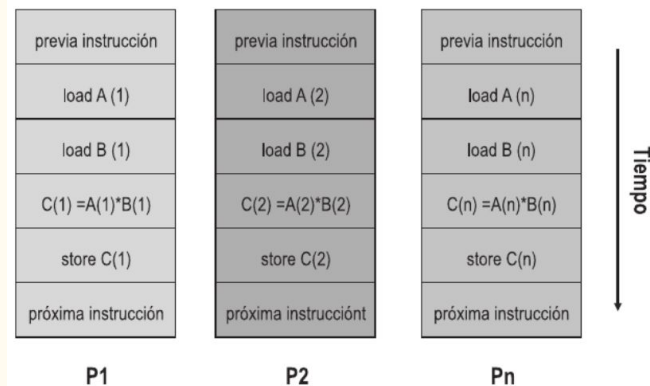 previa instrucción
load A (1)
load B (1)
C(1) =A(1)*B(1)
store C(1)
próxima instrucción
P1
previa instrucción
load A (2)
load B (2)
C(2) =A(2)*B(2)
store C(2)
próxima instrucciónt
P2
previa instrucción
load A (n)
load B (n)
C(n) =A(n)*B(n)
store C(n)
próxima instrucción
Pn
Tiempo